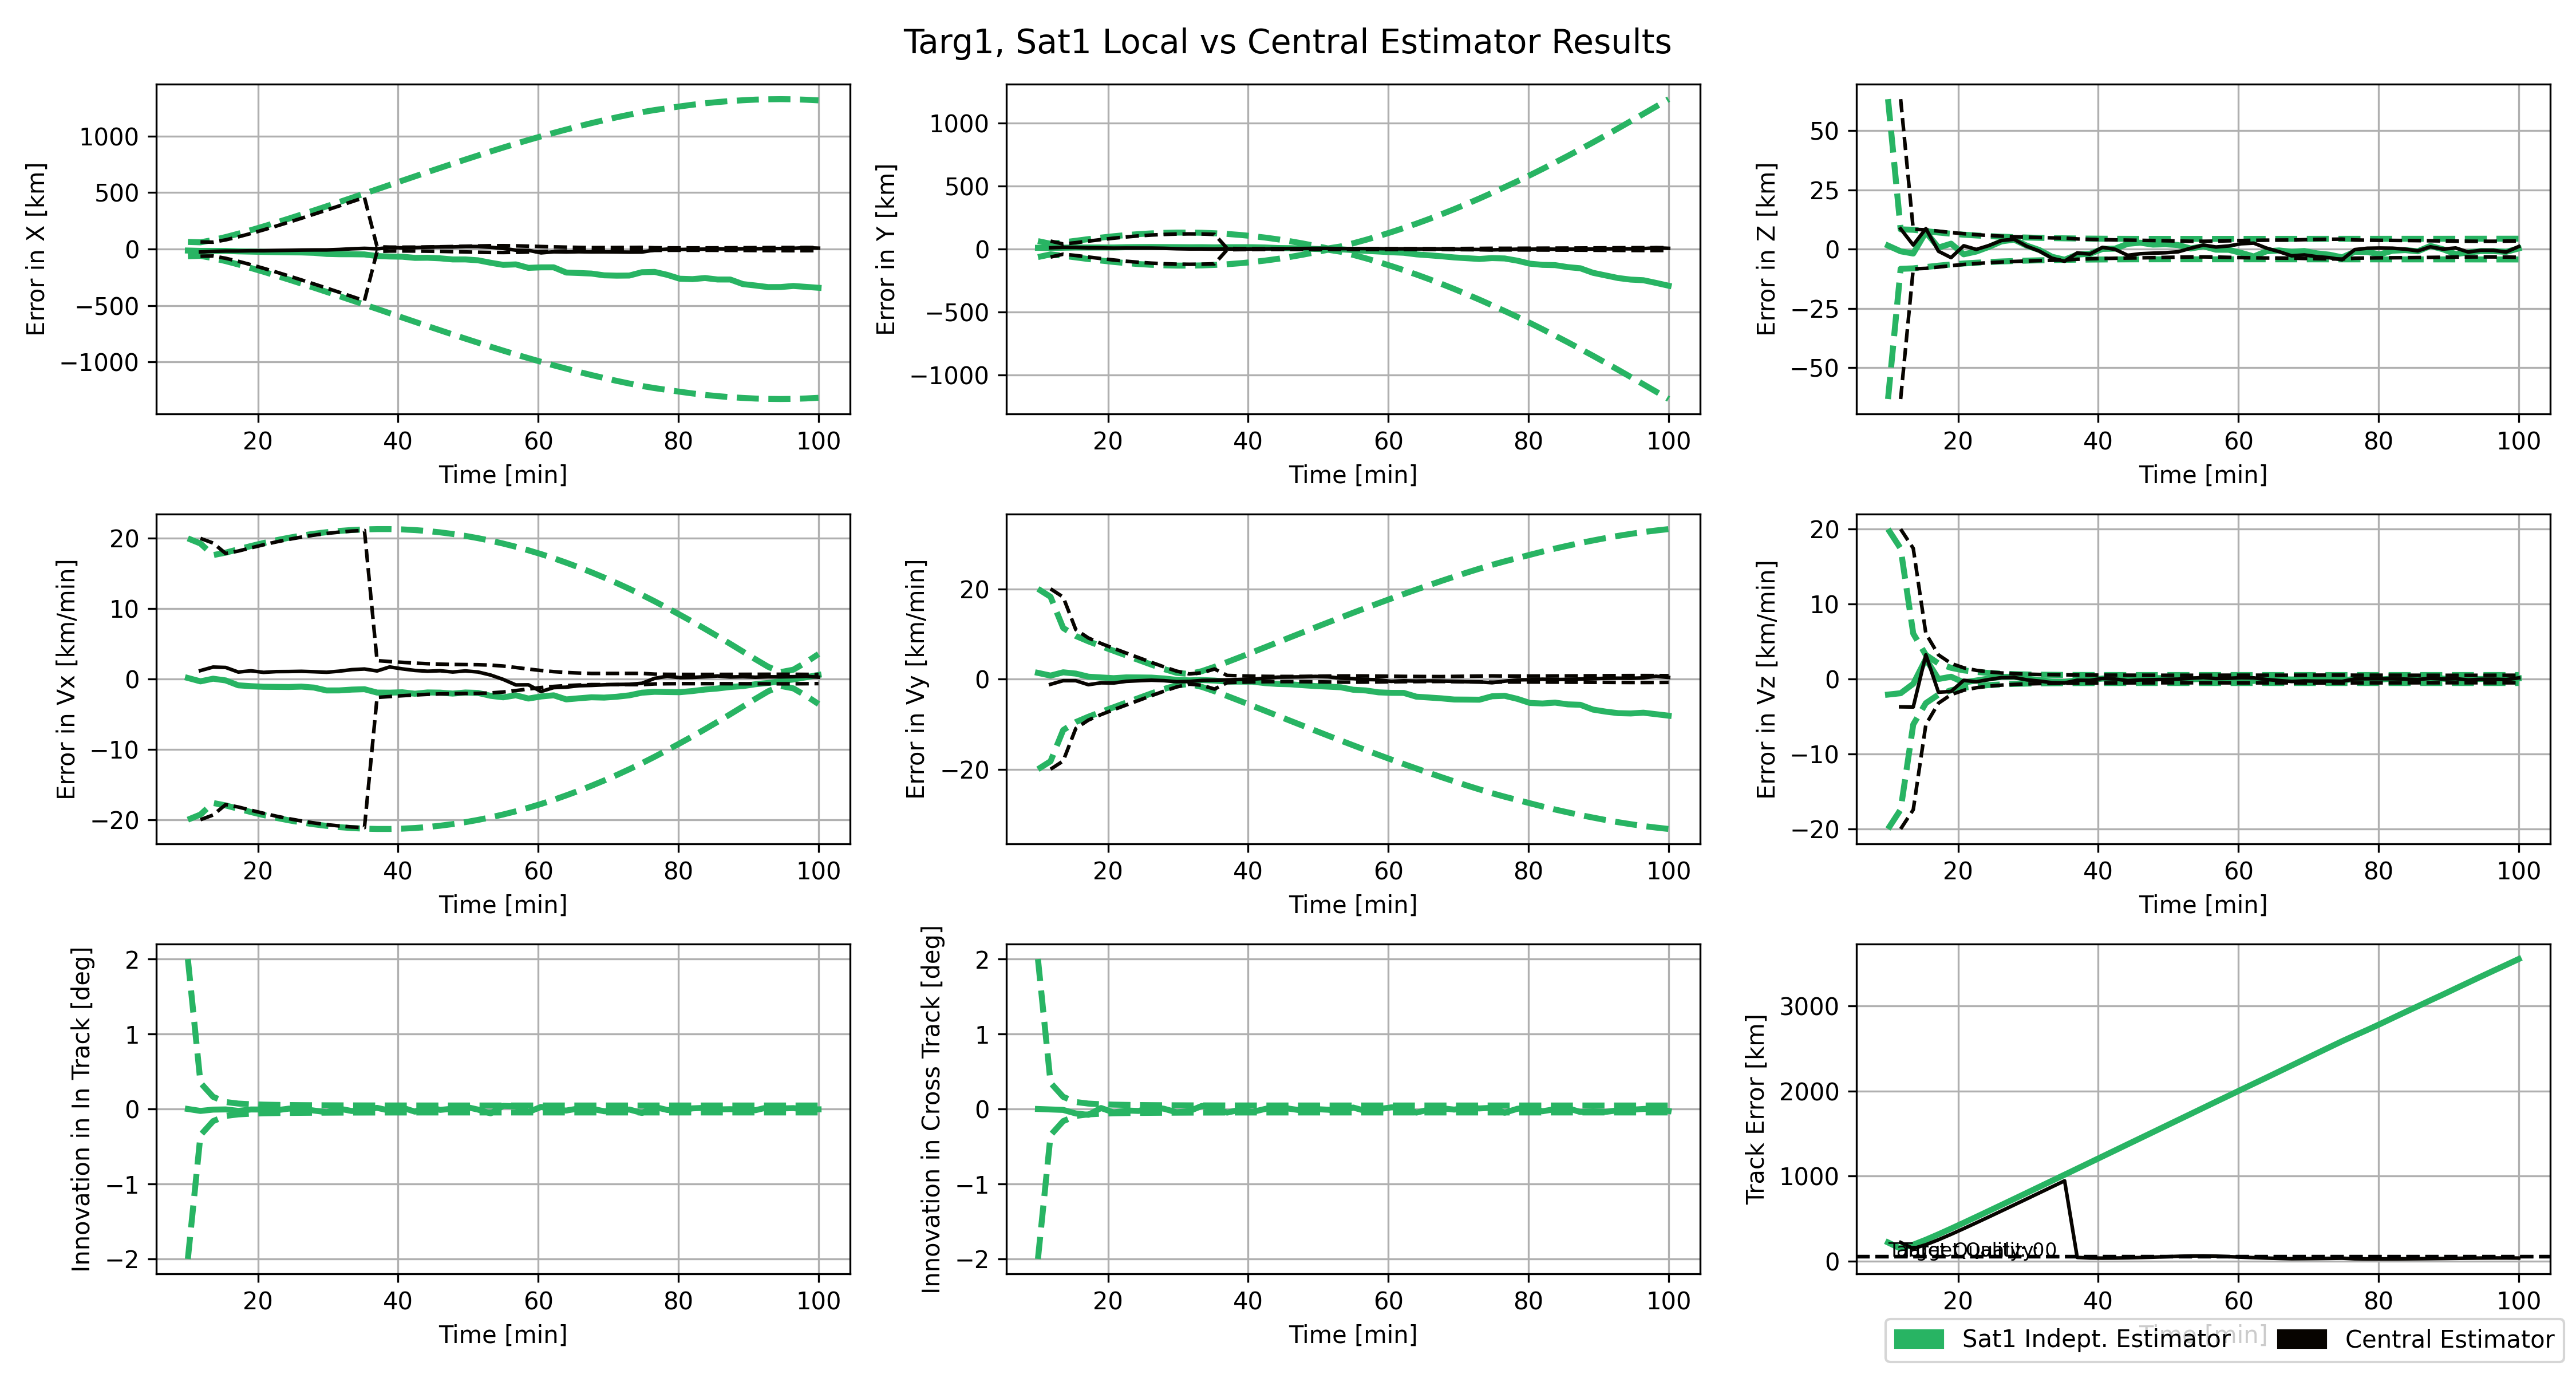 Targ1, Sat1 Local vs Central Estimator Results
Error in X [km]
1000
500
0
−500
−1000
20 40 60 80 100
Time [min]
Error in Y [km]
1000
500
0
−500
−1000
20 40 60 80 100
Time [min]
Error in Z [km]
50
25
0
−25
−50
20 40 60 80 100
Time [min]
Error in Vx [km/min]
20
10
0
−10
−20
20 40 60 80 100
Time [min]
Error in Vy [km/min]
20
0
−20
20 40 60 80 100
Time [min]
Error in Vz [km/min]
20
10
0
−10
−20
20 40 60 80 100
Time [min]
Innovation in In Track [deg]
2
1
0
−1
−2
20 40 60 80 100
Time [min]
Innovation in Cross Track [deg]
2
1
0
−1
−2
20 40 60 80 100
Time [min]
Track Error [km]
3000
2000
1000
0
20 40 60 80 100
Time [min]
Sat1 Indept. Estimator
Central Estimator